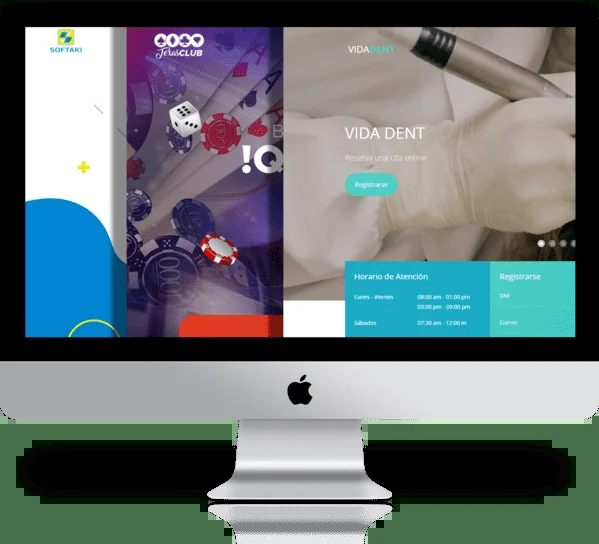 SOFTAKI
TexasCLUB
B
!Q
VIDADENT
VIDA DENT
Reserva una cita online
Registrarse
Horario de Atención
Lunes - Viernes
08:00 am - 01:00 pm
03:00 pm - 09:00 pm
Sábados
07:30 am - 12:00 m
Registrarse
DNI
Correo